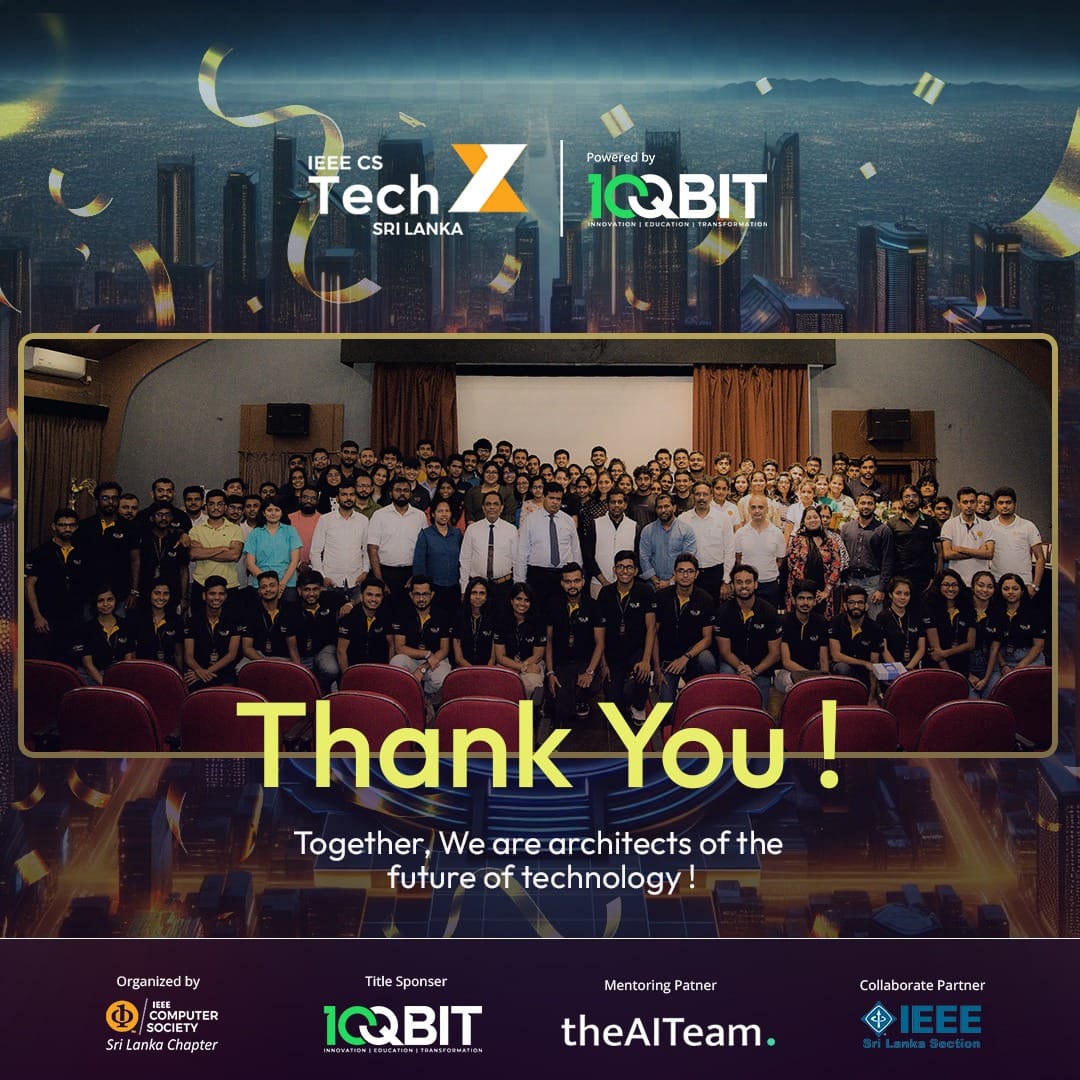 IEEE CS
Tech X
SRI LANKA
Powered by
10QBIT
INNOVATION | EDUCATION | TRANSFORMATION
Thank You !
Together, We are architects of the
future of technology !
Organized by
IEEE
COMPUTER
SOCIETY
Sri Lanka Chapter
Title Sponser
10QBIT
INNOVATION | EDUCATION | TRANSFORMATION
Mentoring Patner
theAITeam.
Collaborate Partner
IEEE
Sri Lanka Section